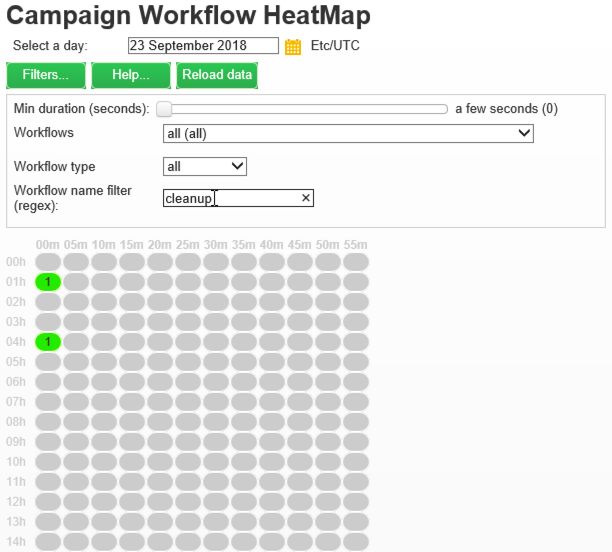 Campaign Workflow HeatMap
Select a day: 23 September 2018 Etc/UTC
Filters... Help... Reload data
Min duration (seconds): a few seconds (0)
Workflows all (all)
Workflow type all
Workflow name filter (regex): cleanup ×
00m 05m 10m 15m 20m 25m 30m 35m 40m 45m 50m 55m
00h
01h 1
02h
03h
04h 1
05h
06h
07h
08h
09h
10h
11h
12h
13h
14h